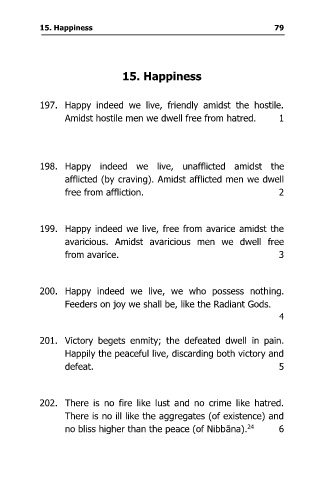 15. Happiness 79
15. Happiness
197. Happy indeed we live, friendly amidst the hostile.
Amidst hostile men we dwell free from hatred. 1
198. Happy indeed we live, unafflicted amidst the
afflicted (by craving). Amidst afflicted men we dwell
free from affliction. 2
199. Happy indeed we live, free from avarice amidst the
avaricious. Amidst avaricious men we dwell free
from avarice. 3
200. Happy indeed we live, we who possess nothing.
Feeders on joy we shall be, like the Radiant Gods.
4
201. Victory begets enmity; the defeated dwell in pain.
Happily the peaceful live, discarding both victory and
defeat. 5
202. There is no fire like lust and no crime like hatred.
There is no ill like the aggregates (of existence) and
no bliss higher than the peace (of Nibbāna).²⁴ 6